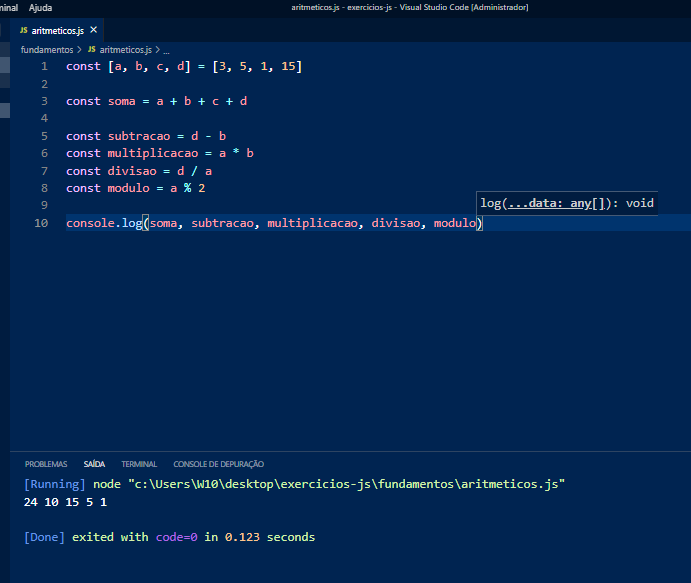 minal Ajuda aritmeticos.js - exercicios-js - Visual Studio Code [Administrador]
JS aritmeticos.js ×
fundamentos > JS aritmeticos.js > ...
1 const [a, b, c, d] = [3, 5, 1, 15]
2
3 const soma = a + b + c + d
4
5 const subtracao = d - b
6 const multiplicacao = a * b
7 const divisao = d / a
8 const modulo = a % 2
9
log(...data: any[]): void
10 console.log(soma, subtracao, multiplicacao, divisao, modulo)
PROBLEMAS SAÍDA TERMINAL CONSOLE DE DEPURAÇÃO
[Running] node "c:\Users\W10\desktop\exercicios-js\fundamentos\aritmeticos.js"
24 10 15 5 1
[Done] exited with code=0 in 0.123 seconds